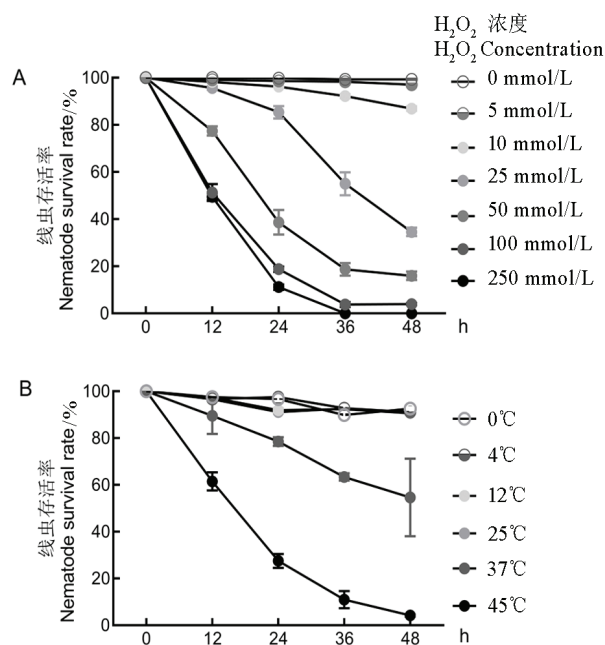 H₂O₂ 浓度
H₂O₂ Concentration
A
线虫存活率
Nematode survival rate/%
100
80
60
40
20
0
0 12 24 36 48 h
0 mmol/L
5 mmol/L
10 mmol/L
25 mmol/L
50 mmol/L
100 mmol/L
250 mmol/L
B
线虫存活率
Nematode survival rate/%
100
80
60
40
20
0
0 12 24 36 48 h
0℃
4℃
12℃
25℃
37℃
45℃